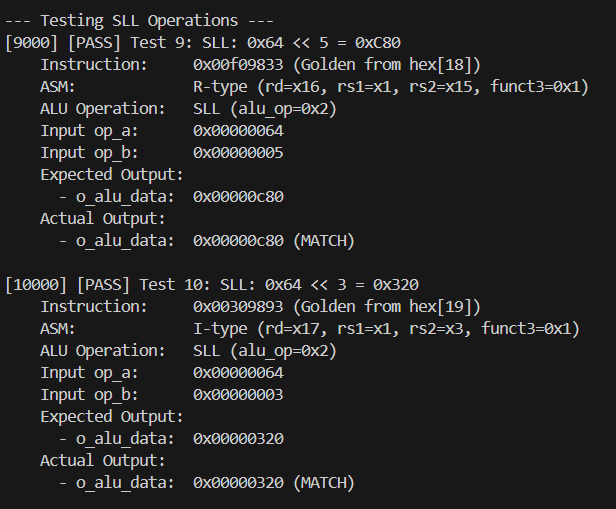 --- Testing SLL Operations ---
[9000] [PASS] Test 9: SLL: 0x64 << 5 = 0xC80
Instruction: 0x00f09833 (Golden from hex[18])
ASM: R-type (rd=x16, rs1=x1, rs2=x15, funct3=0x1)
ALU Operation: SLL (alu_op=0x2)
Input op_a: 0x00000064
Input op_b: 0x00000005
Expected Output:
- o_alu_data: 0x00000c80
Actual Output:
- o_alu_data: 0x00000c80 (MATCH)
[10000] [PASS] Test 10: SLL: 0x64 << 3 = 0x320
Instruction: 0x00309893 (Golden from hex[19])
ASM: I-type (rd=x17, rs1=x1, rs2=x3, funct3=0x1)
ALU Operation: SLL (alu_op=0x2)
Input op_a: 0x00000064
Input op_b: 0x00000003
Expected Output:
- o_alu_data: 0x00000320
Actual Output:
- o_alu_data: 0x00000320 (MATCH)